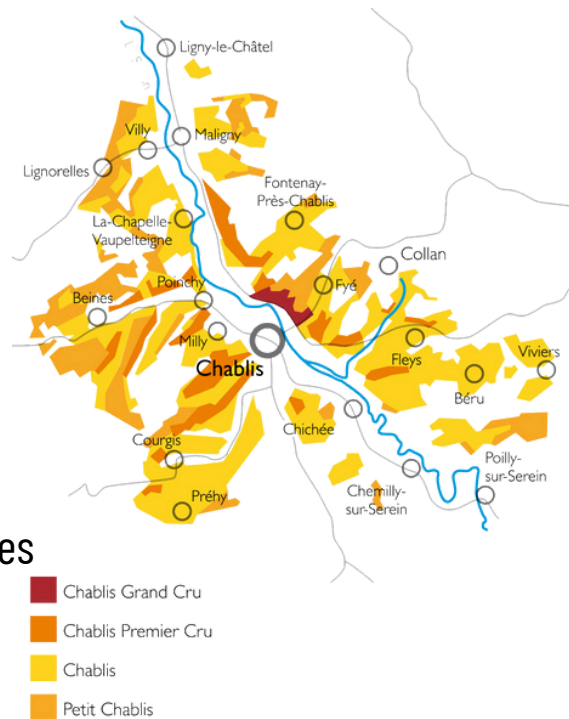 Ligny-le-Châtel
Villy
Maligny
Lignorelles
Fontenay-
Près-Chablis
La-Chapelle-
Vaupelteigne
Collan
Poinchy
Fyé
Beines
Milly
Chablis
Fleys
Viviers
Béru
Chichée
Courgis
Poilly-
sur-Serein
Chemilly-
sur-Serein
Préhy
es
Chablis Grand Cru
Chablis Premier Cru
Chablis
Petit Chablis